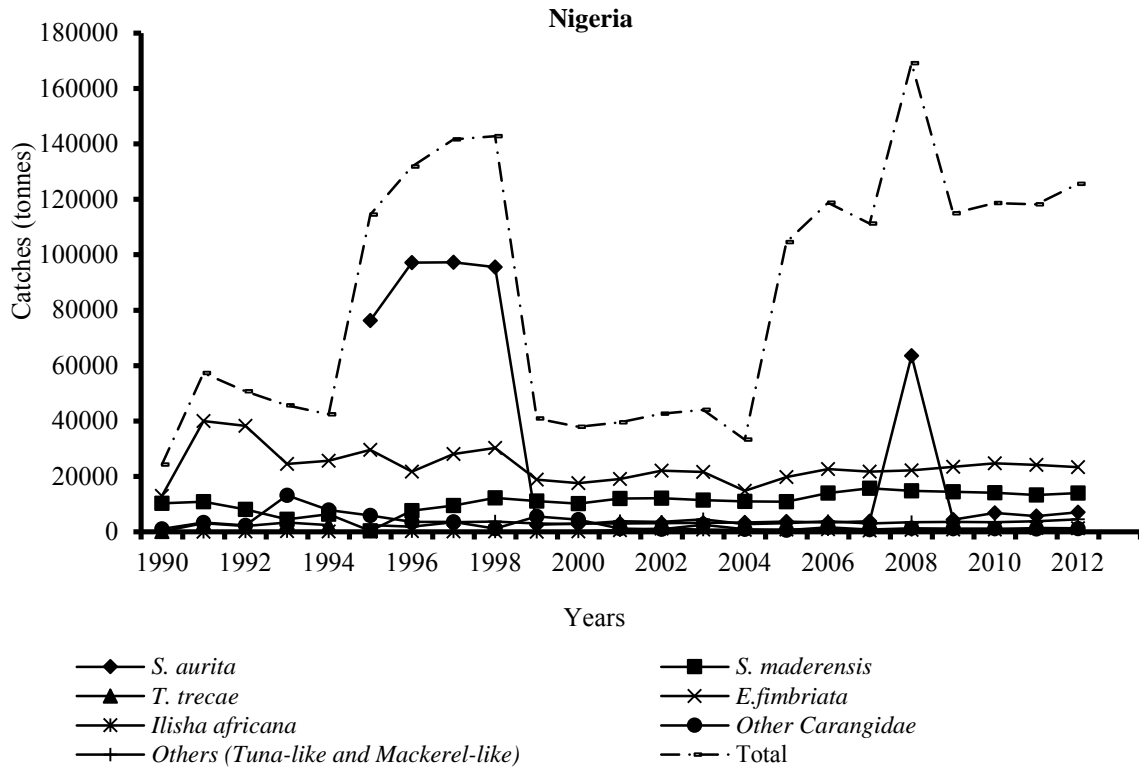 Nigeria
180000
160000
140000
120000
100000
80000
60000
40000
20000
0
Catches (tonnes)
1990 1992 1994 1996 1998 2000 2002 2004 2006 2008 2010 2012
Years
S. aurita S. maderensis
T. trecae E.fimbriata
Ilisha africana Other Carangidae
Others (Tuna-like and Mackerel-like) Total